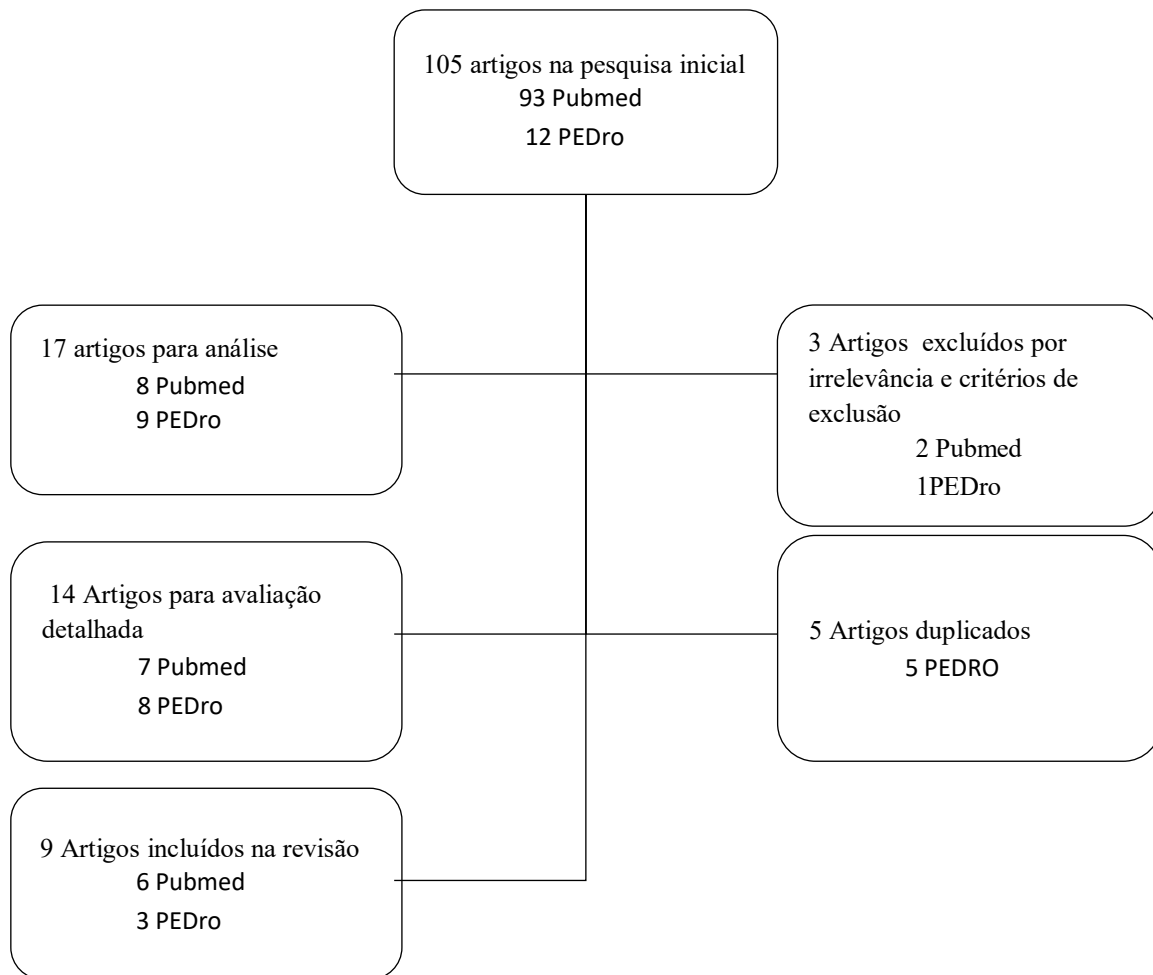 105 artigos na pesquisa inicial
93 Pubmed
12 PEDro
17 artigos para análise
8 Pubmed
9 PEDro
3 Artigos excluídos por
irrelevância e critérios de
exclusão
2 Pubmed
1PEDro
14 Artigos para avaliação
detalhada
7 Pubmed
8 PEDro
5 Artigos duplicados
5 PEDRO
9 Artigos incluídos na revisão
6 Pubmed
3 PEDro